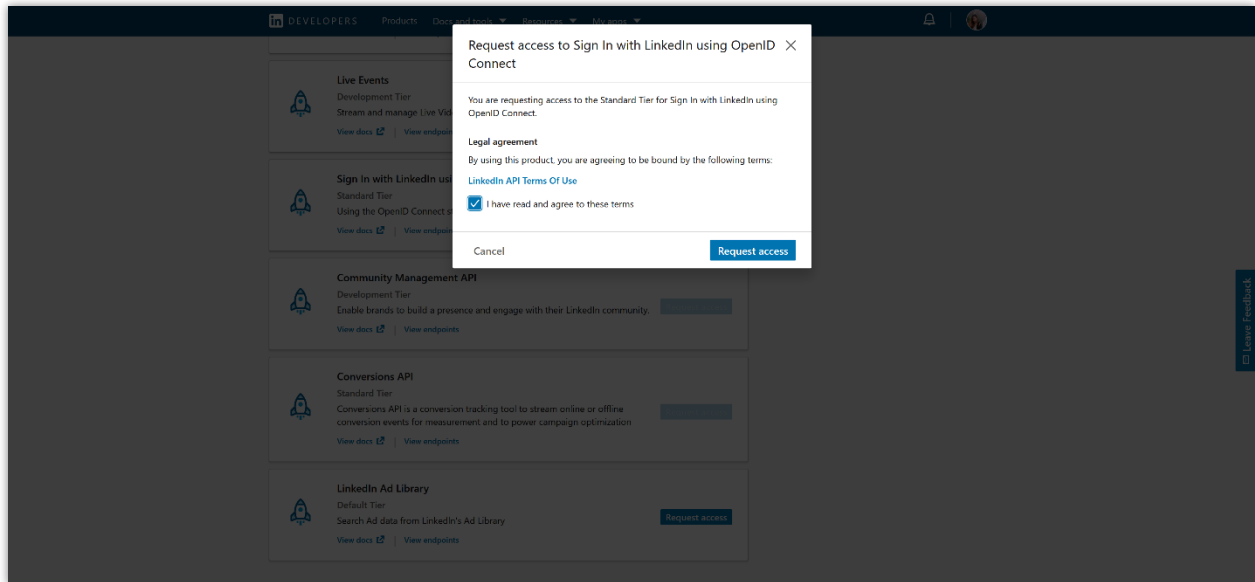 in DEVELOPERS Products Docs and tools Resources My apps
Request access to Sign In with LinkedIn using OpenID
Connect
You are requesting access to the Standard Tier for Sign In with LinkedIn using
OpenID Connect.
Legal agreement
By using this product, you are agreeing to be bound by the following terms:
LinkedIn API Terms Of Use
I have read and agree to these terms
Cancel Request access
Live Events
Development Tier
Stream and manage Live Vid
View docs View endpoin
Sign In with LinkedIn usi
Standard Tier
Using the OpenID Connect s
View docs View endpoin
Community Management API
Development Tier
Enable brands to build a presence and engage with their LinkedIn community.
View docs View endpoints
Conversions API
Standard Tier
Conversions API is a conversion tracking tool to stream online or offline
conversion events for measurement and to power campaign optimization
View docs View endpoints
LinkedIn Ad Library
Default Tier
Search Ad data from LinkedIn's Ad Library
Request access
View docs View endpoints
Leave Feedback